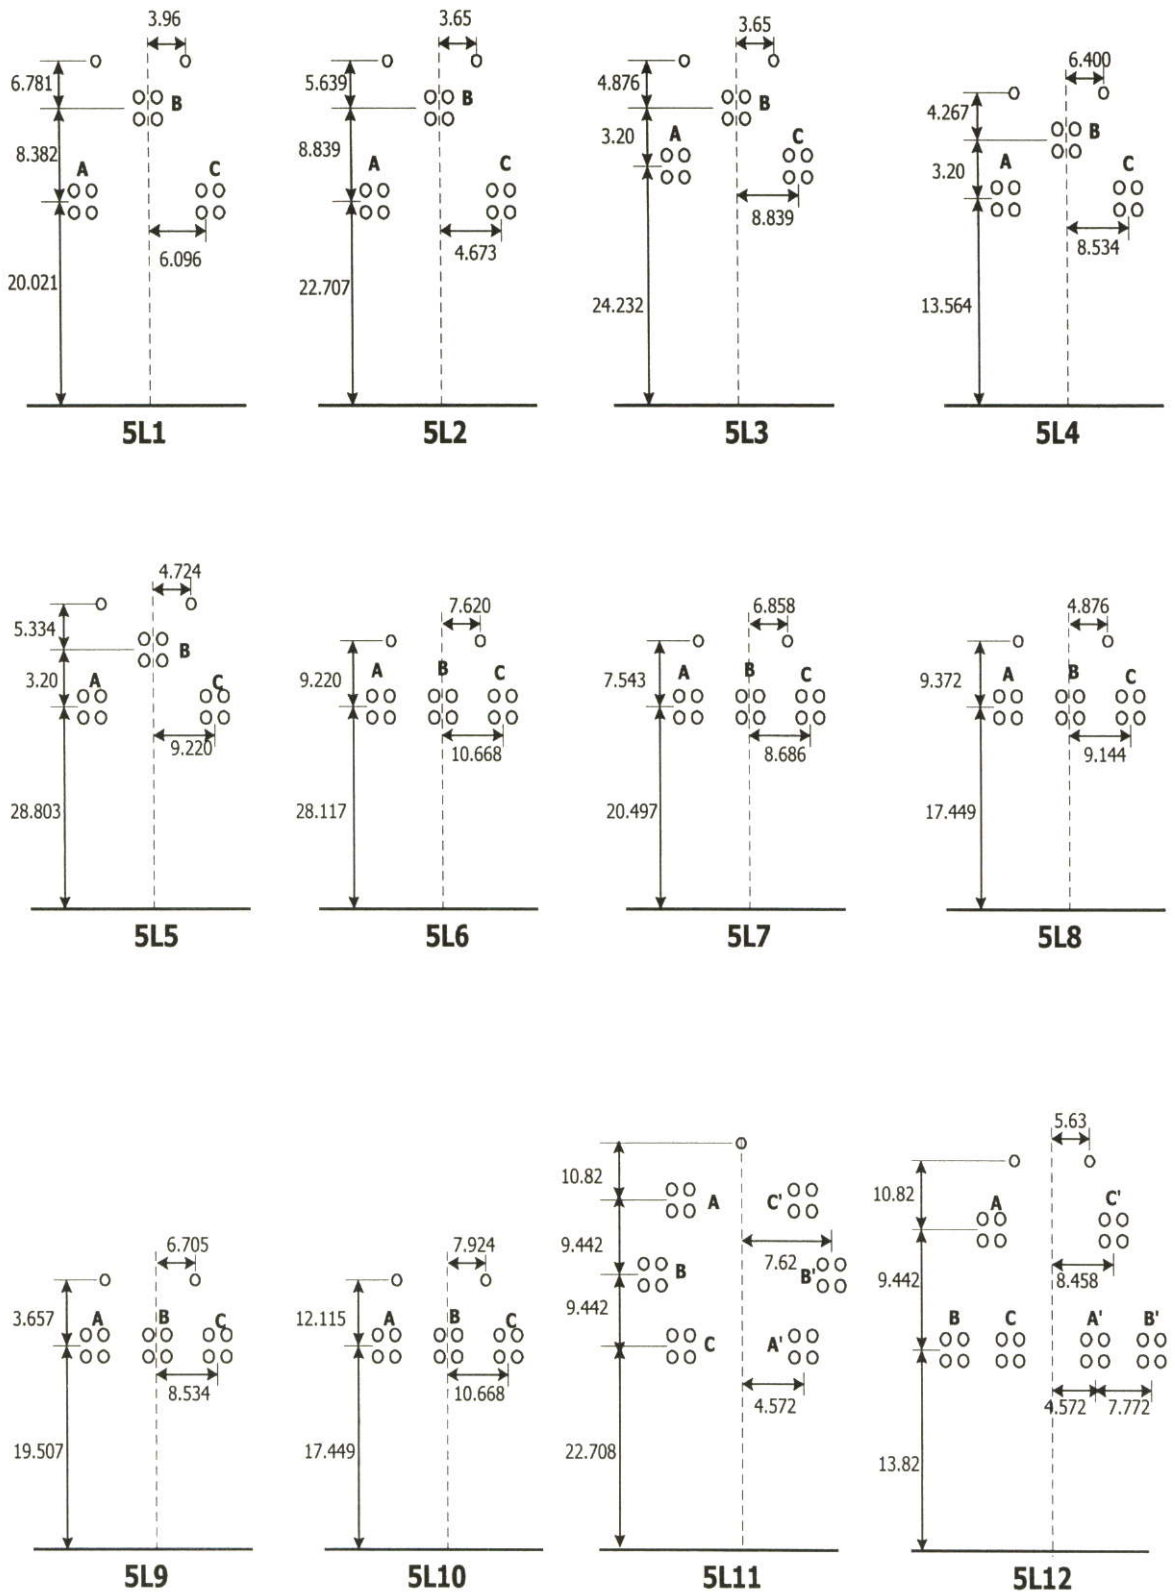 3.96
6.781
B
8.382
A
C
6.096
20.021
5L1
3.65
5.639
B
8.839
A
C
4.673
22.707
5L2
3.65
4.876
B
3.20
A
C
8.839
24.232
5L3
6.400
4.267
B
3.20
A
C
8.534
13.564
5L4
4.724
5.334
B
3.20
A
C
9.220
28.803
5L5
7.620
9.220
A
B
C
10.668
28.117
5L6
6.858
7.543
A
B
C
8.686
20.497
5L7
4.876
9.372
A
B
C
9.144
17.449
5L8
6.705
3.657
A
B
C
8.534
19.507
5L9
7.924
12.115
A
B
C
10.668
17.449
5L10
10.82
A
C'
9.442
7.62
B
B'
9.442
C
A'
4.572
22.708
5L11
5.63
10.82
A
C'
9.442
8.458
B
C
A'
B'
4.572
7.772
13.82
5L12